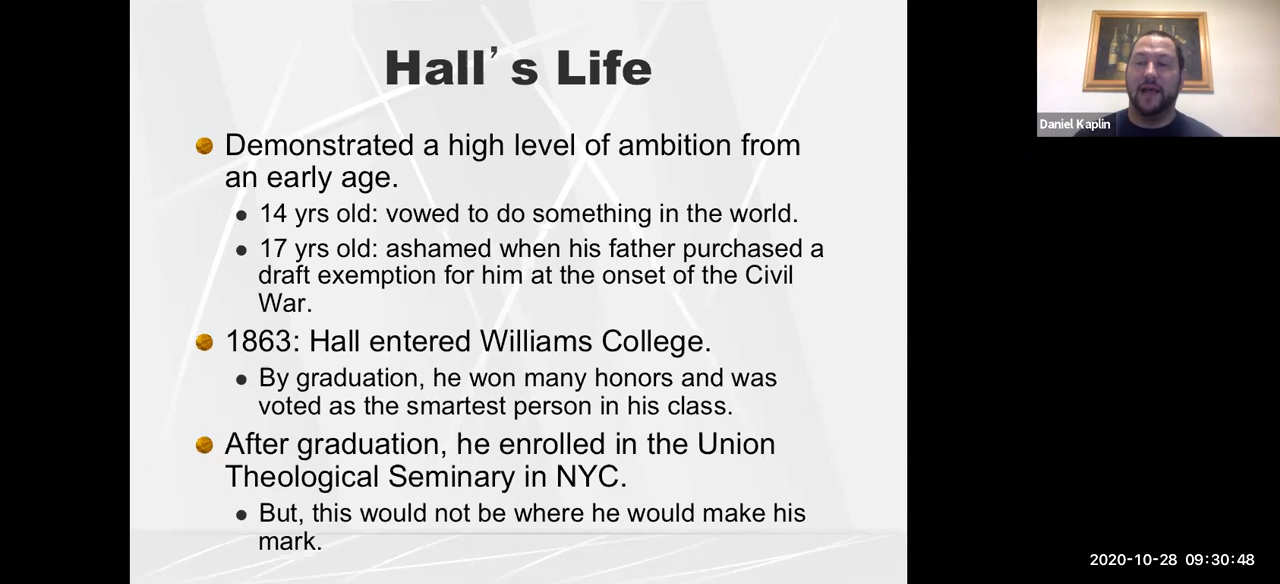 Hall's Life
Demonstrated a high level of ambition from
an early age.
14 yrs old: vowed to do something in the world.
17 yrs old: ashamed when his father purchased a
draft exemption for him at the onset of the Civil
War.
1863: Hall entered Williams College.
By graduation, he won many honors and was
voted as the smartest person in his class.
After graduation, he enrolled in the Union
Theological Seminary in NYC.
But, this would not be where he would make his
mark.
Daniel Kaplin
2020-10-28 09:30:48